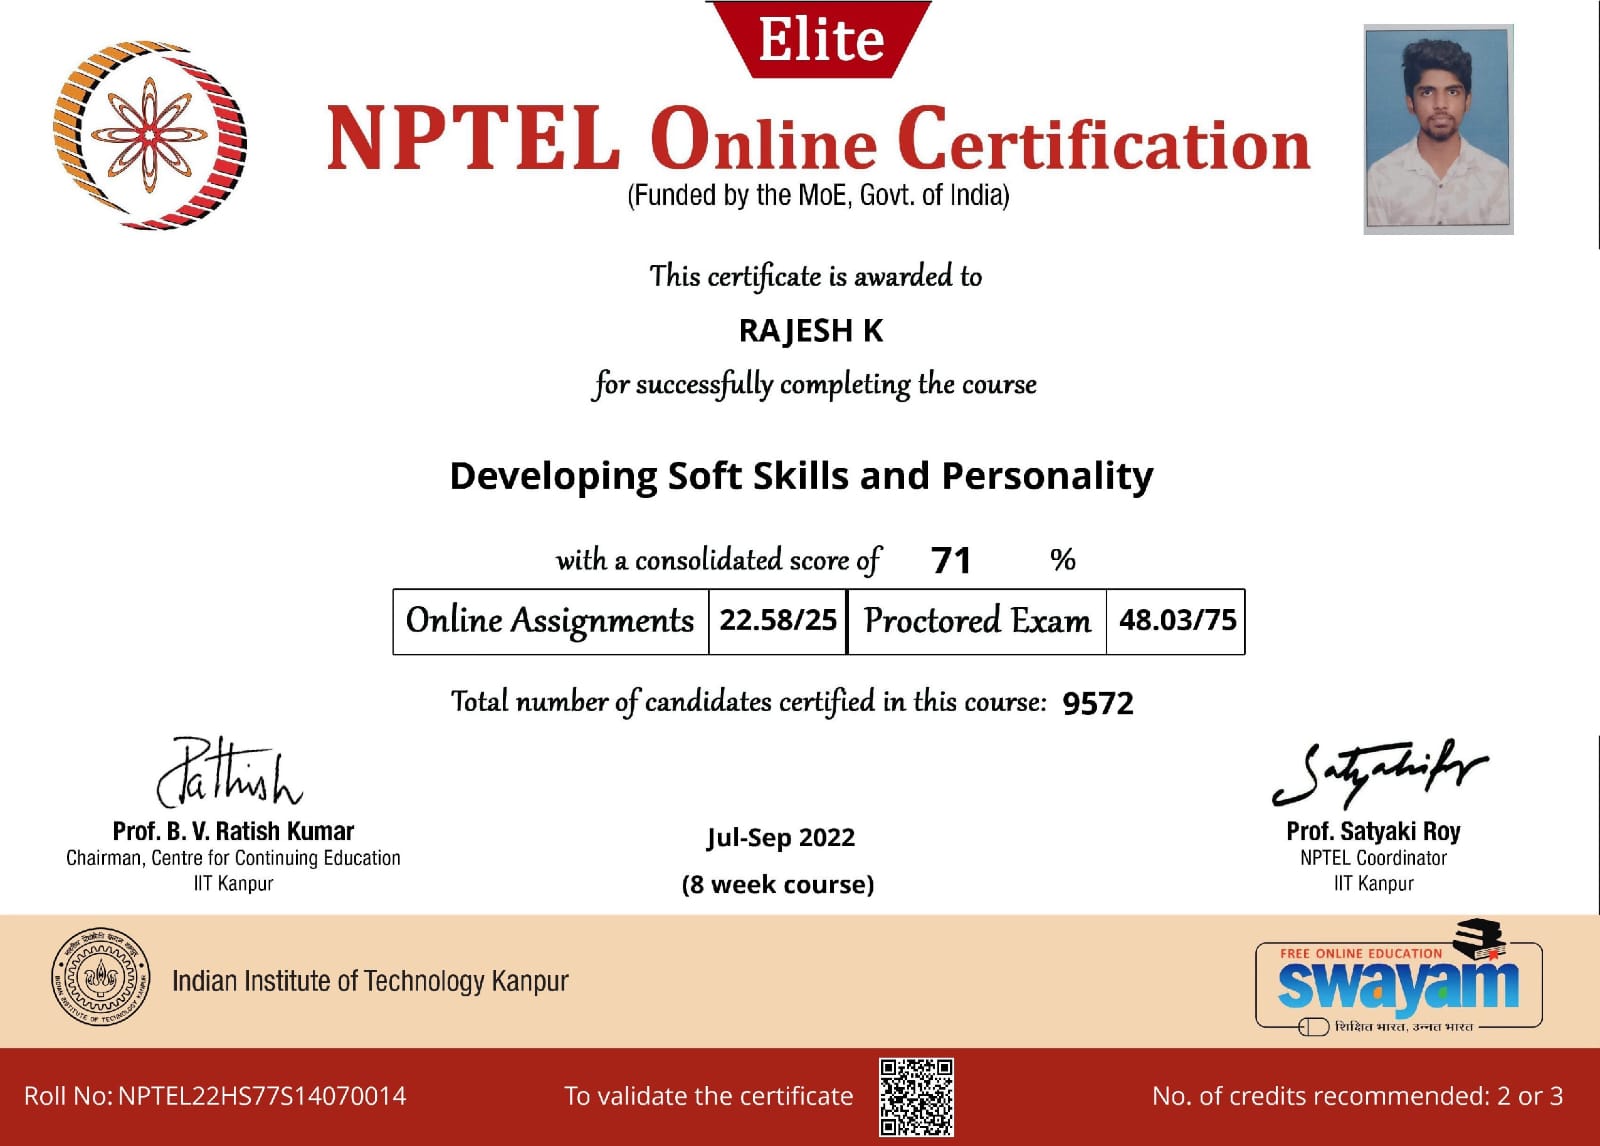 Elite
NPTEL Online Certification
(Funded by the MoE, Govt. of India)
This certificate is awarded to
RAJESH K
for successfully completing the course
Developing Soft Skills and Personality
with a consolidated score of 71 %
Online Assignments 22.58/25 Proctored Exam 48.03/75
Total number of candidates certified in this course: 9572
Prof. B. V. Ratish Kumar
Chairman, Centre for Continuing Education
IIT Kanpur
Jul-Sep 2022
(8 week course)
Prof. Satyaki Roy
NPTEL Coordinator
IIT Kanpur
INDIAN INSTITUTE OF TECHNOLOGY KANPUR
Indian Institute of Technology Kanpur
FREE ONLINE EDUCATION
swayam
शिक्षित भारत, उन्नत भारत
Roll No: NPTEL22HS77S14070014
To validate the certificate
No. of credits recommended: 2 or 3